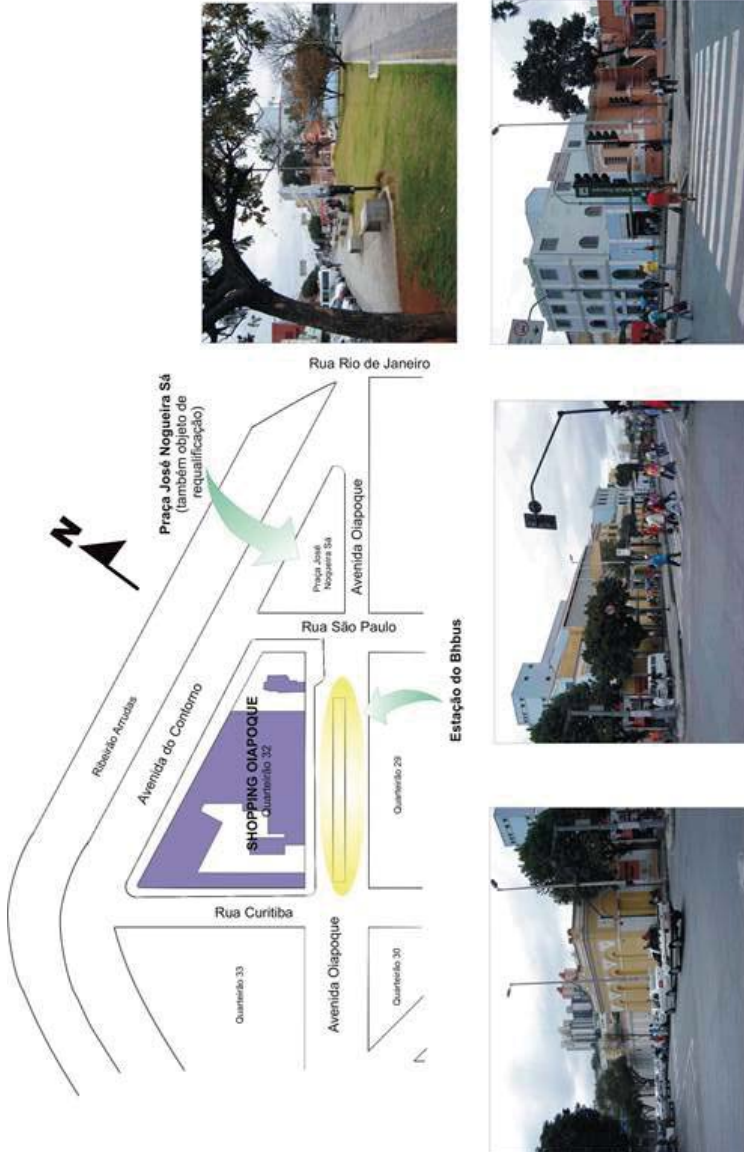 N
Praça José Nogueira Sá
(também objeto de
requalificação)
Rua Rio de Janeiro
Ribeirão Arrudas
Avenida do Contorno
Praça José
Nogueira Sá
Avenida Oiapoque
Rua São Paulo
SHOPPING OIAPOQUE
Quarteirão 32
Estação do Bhbus
Quarteirão 29
Rua Curitiba
Quarteirão 33
Avenida Oiapoque
Quarteirão 30